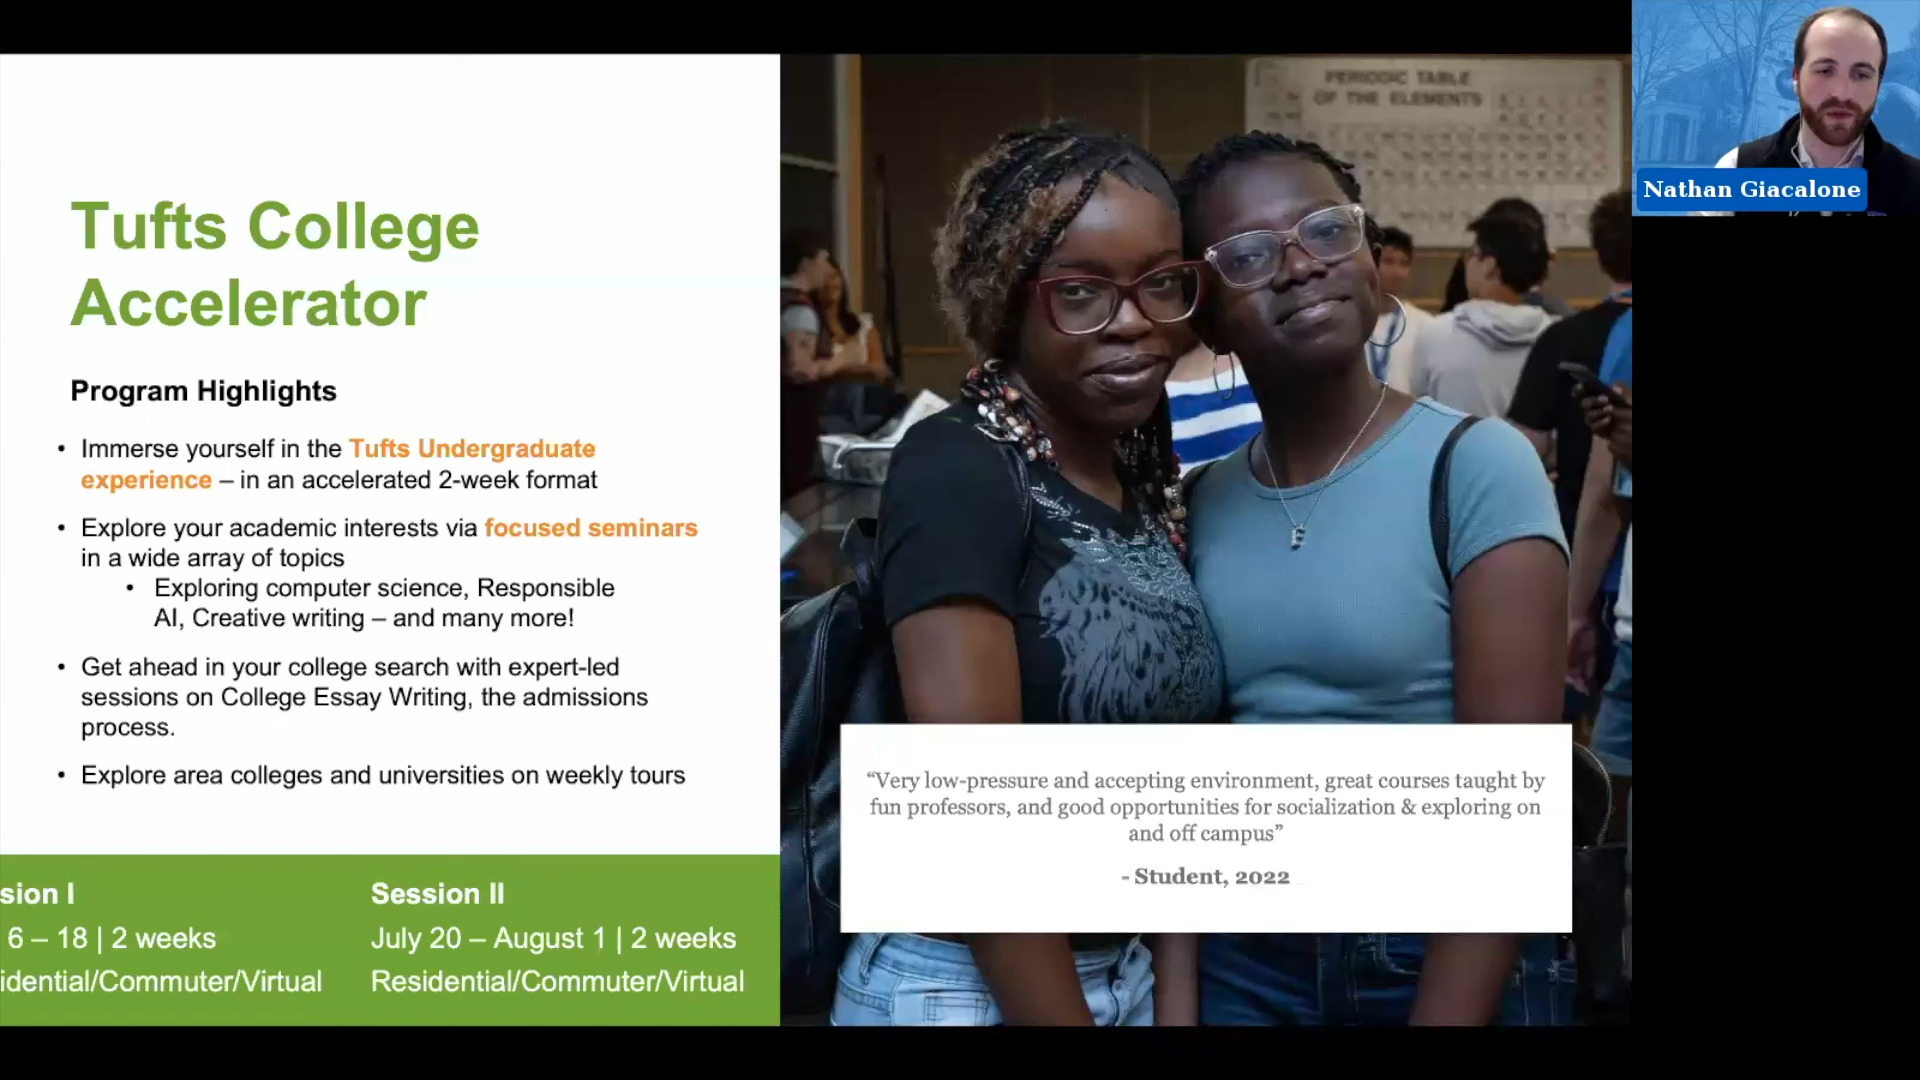 Tufts College
Accelerator
Program Highlights
• Immerse yourself in the Tufts Undergraduate
experience – in an accelerated 2-week format
• Explore your academic interests via focused seminars
in a wide array of topics
• Exploring computer science, Responsible
AI, Creative writing – and many more!
• Get ahead in your college search with expert-led
sessions on College Essay Writing, the admissions
process.
• Explore area colleges and universities on weekly tours
sion I
6 – 18 | 2 weeks
idential/Commuter/Virtual
Session II
July 20 – August 1 | 2 weeks
Residential/Commuter/Virtual
PERIODIC TABLE
OF THE ELEMENTS
E
“Very low-pressure and accepting environment, great courses taught by
fun professors, and good opportunities for socialization & exploring on
and off campus”
- Student, 2022
Nathan Giacalone